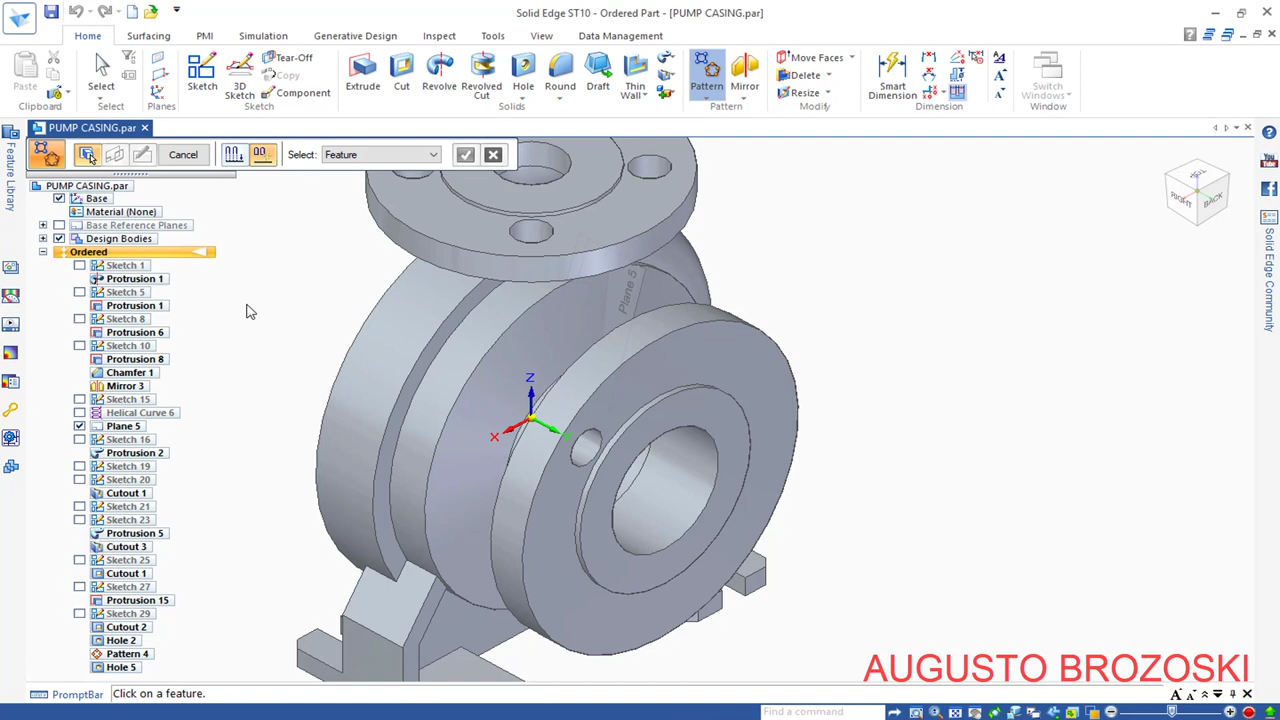 Solid Edge ST10 - Ordered Part - [PUMP CASING.par]
Home Surfacing PMI Simulation Generative Design Inspect Tools View Data Management
Paste Select Sketch 3D Sketch Tear-Off Copy Component Extrude Cut Revolve Revolved Cut Hole Round Draft Thin Wall Pattern Mirror Move Faces Delete Resize Smart Dimension Switch Windows
Clipboard Select Planes Sketch Solids Pattern Modify Dimension Window
PUMP CASING.par
Cancel Select: Feature
PUMP CASING.par
Base
Material (None)
Base Reference Planes
Design Bodies
Ordered
Sketch 1
Protrusion 1
Sketch 5
Protrusion 1
Sketch 8
Protrusion 6
Sketch 10
Protrusion 8
Chamfer 1
Mirror 3
Sketch 15
Helical Curve 6
Plane 5
Sketch 16
Protrusion 2
Sketch 19
Sketch 20
Cutout 1
Sketch 21
Sketch 23
Protrusion 5
Cutout 3
Sketch 25
Cutout 1
Sketch 27
Protrusion 15
Sketch 29
Cutout 2
Hole 2
Pattern 4
Hole 5
Feature Library
Plane 5
Z
X
TOP
RIGHT BACK
You Tube
Solid Edge Community
AUGUSTO BROZOSKI
PromptBar Click on a feature.
Find a command